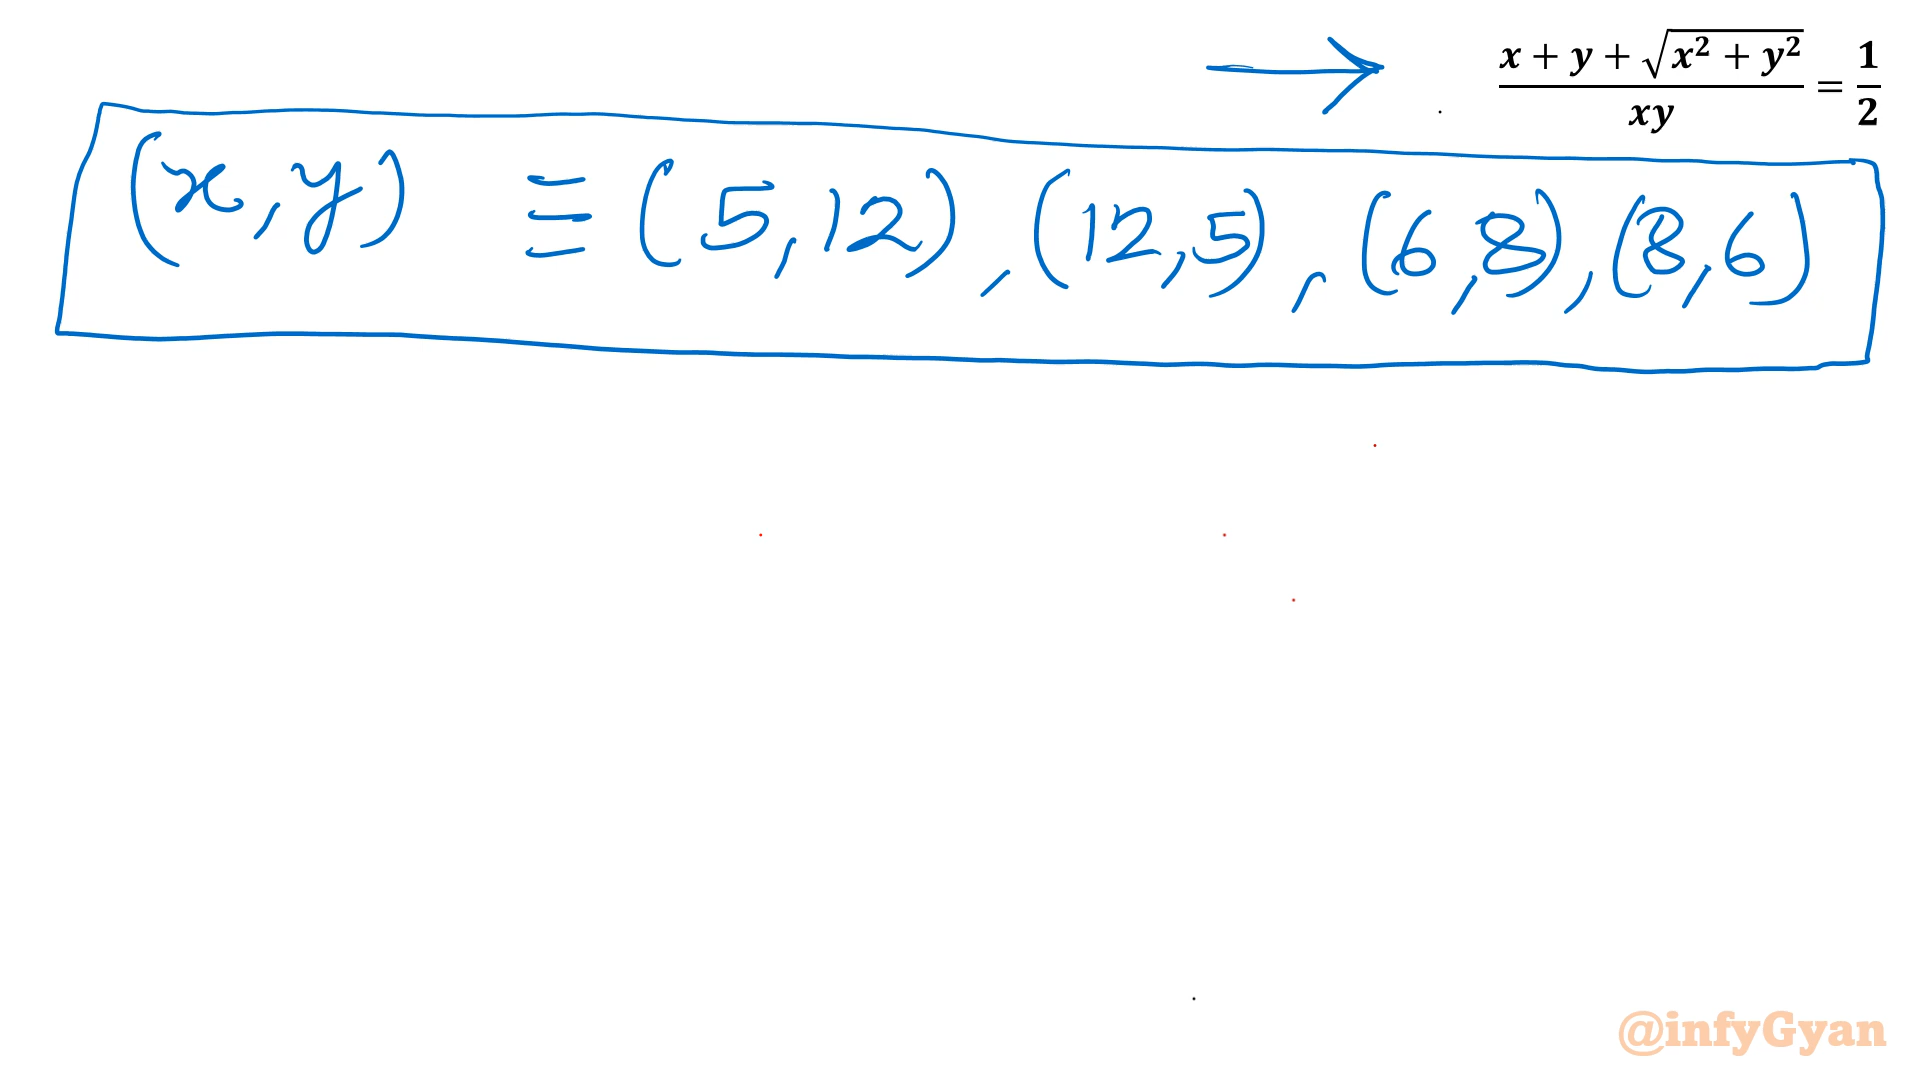 → x + y + √(x² + y²) / xy = 1/2
(x, y) ≡ (5, 12), (12, 5), (6, 8), (8, 6)
@infyGyan